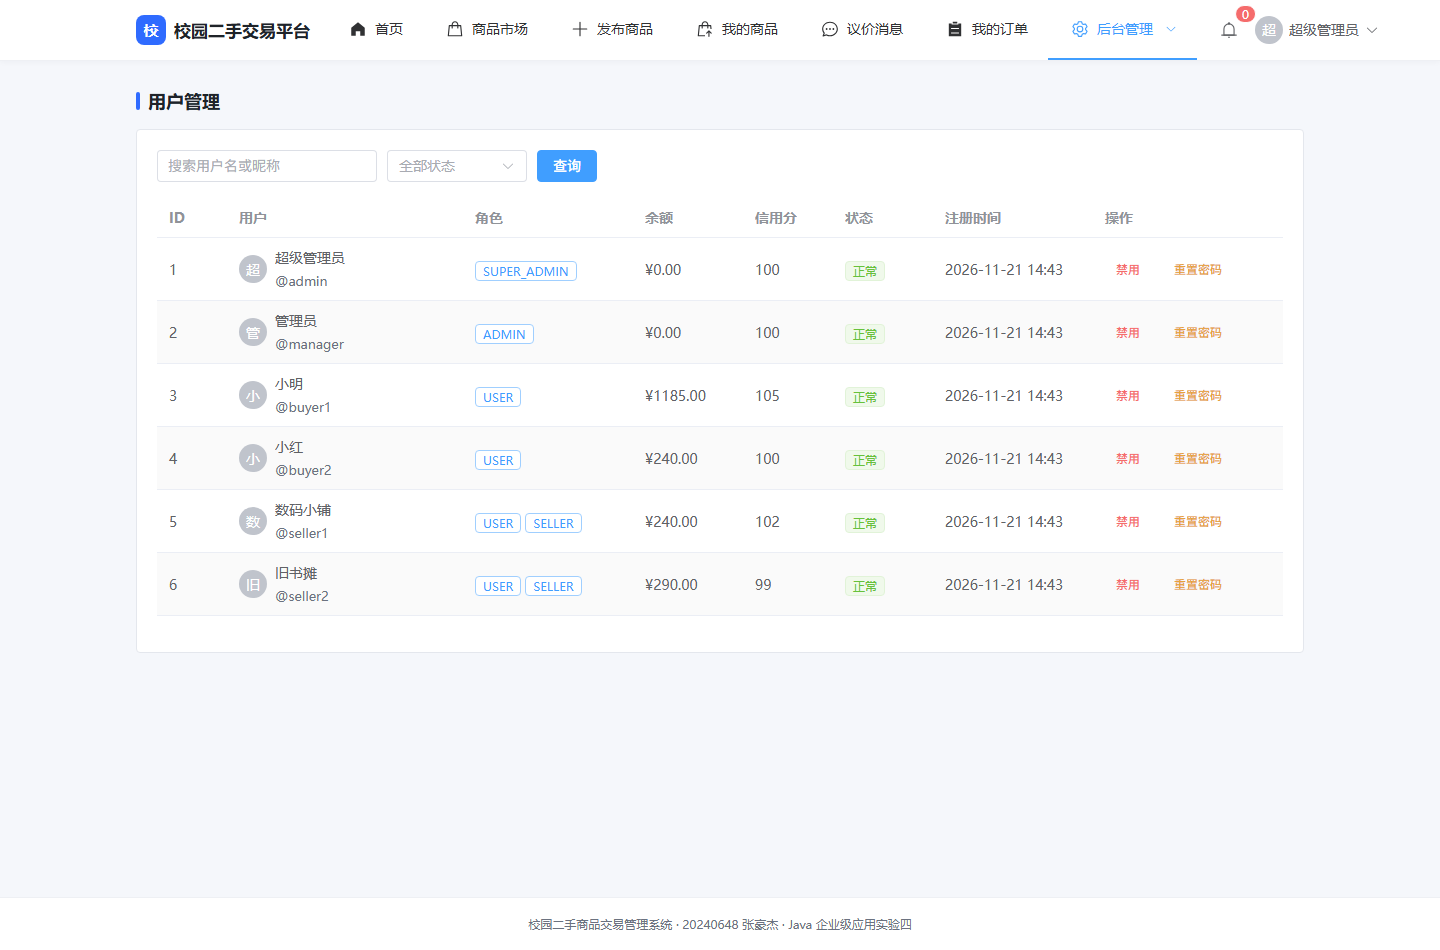 校 校园二手交易平台 首页 商品市场 发布商品 我的商品 议价消息 我的订单 后台管理 0 超 超级管理员
用户管理
搜索用户名或昵称 全部状态 查询
ID 用户 角色 余额 信用分 状态 注册时间 操作
1 超 超级管理员 @admin SUPER_ADMIN ¥0.00 100 正常 2026-11-21 14:43 禁用 重置密码
2 管 管理员 @manager ADMIN ¥0.00 100 正常 2026-11-21 14:43 禁用 重置密码
3 小 小明 @buyer1 USER ¥1185.00 105 正常 2026-11-21 14:43 禁用 重置密码
4 小 小红 @buyer2 USER ¥240.00 100 正常 2026-11-21 14:43 禁用 重置密码
5 数 数码小铺 @seller1 USER SELLER ¥240.00 102 正常 2026-11-21 14:43 禁用 重置密码
6 旧 旧书摊 @seller2 USER SELLER ¥290.00 99 正常 2026-11-21 14:43 禁用 重置密码
校园二手商品交易管理系统 · 20240648 张豪杰 · Java 企业级应用实验四